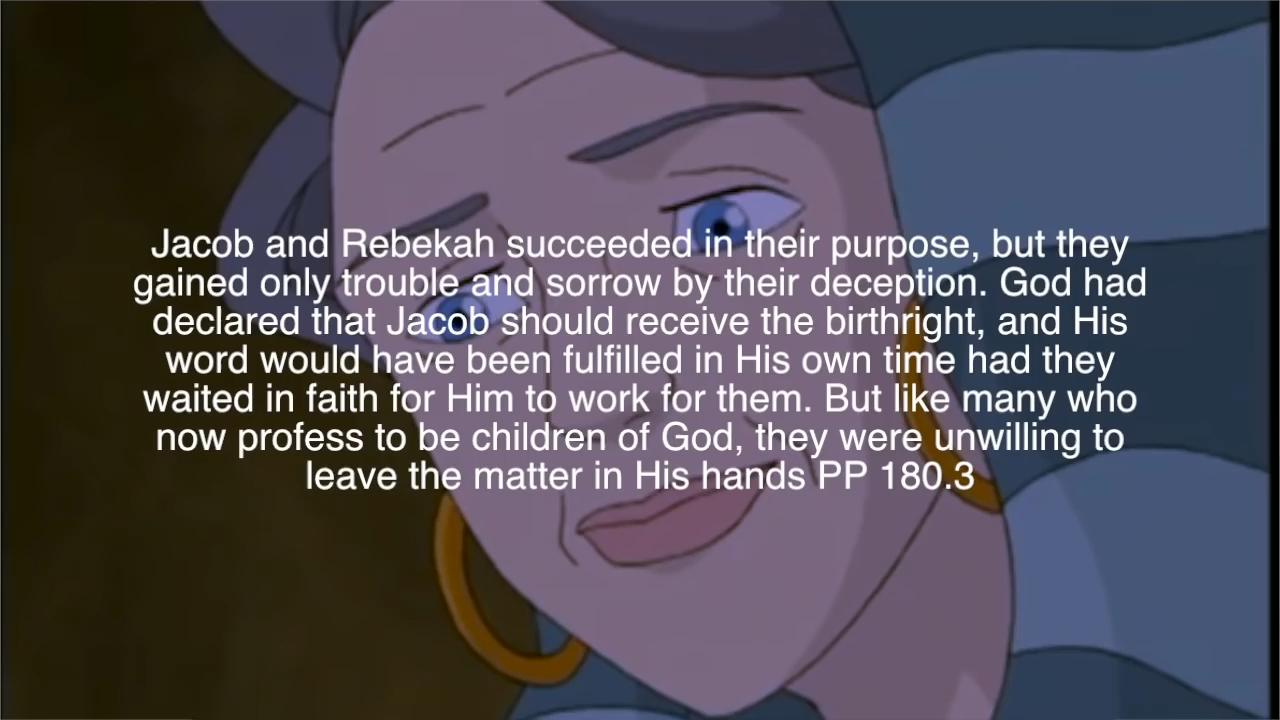 Jacob and Rebekah succeeded in their purpose, but they
gained only trouble and sorrow by their deception. God had
declared that Jacob should receive the birthright, and His
word would have been fulfilled in His own time had they
waited in faith for Him to work for them. But like many who
now profess to be children of God, they were unwilling to
leave the matter in His hands PP 180.3